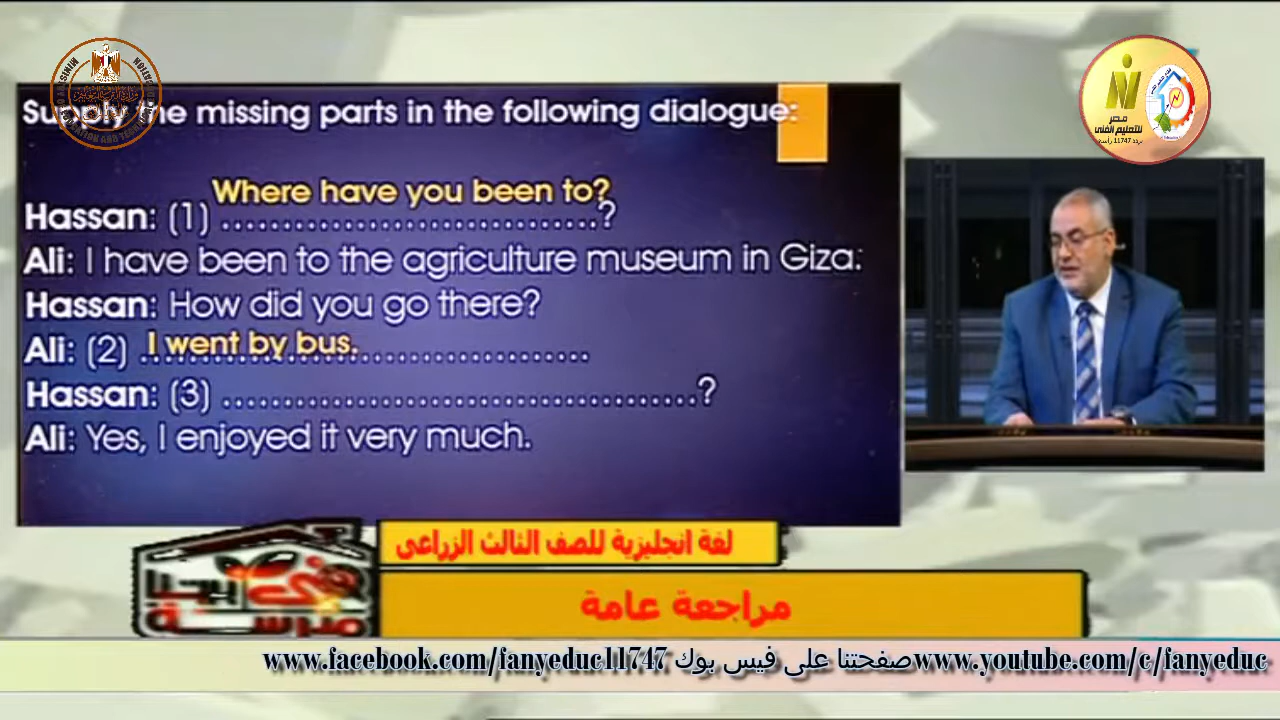 Supply the missing parts in the following dialogue:
Where have you been to?
Hassan: (1) ..............................?
Ali: I have been to the agriculture museum in Giza.
Hassan: How did you go there?
I went by bus.
Ali: (2) ....................................
Hassan: (3) ......................................?
Ali: Yes, I enjoyed it very much.
مصر
للتعليم الفنى
لغة انجليزية للصف الثالث الزراعى
مراجعة عامة
www.facebook.com/fanyeduc11747 صفحتنا على فيس بوك www.youtube.com/c/fanyeduc